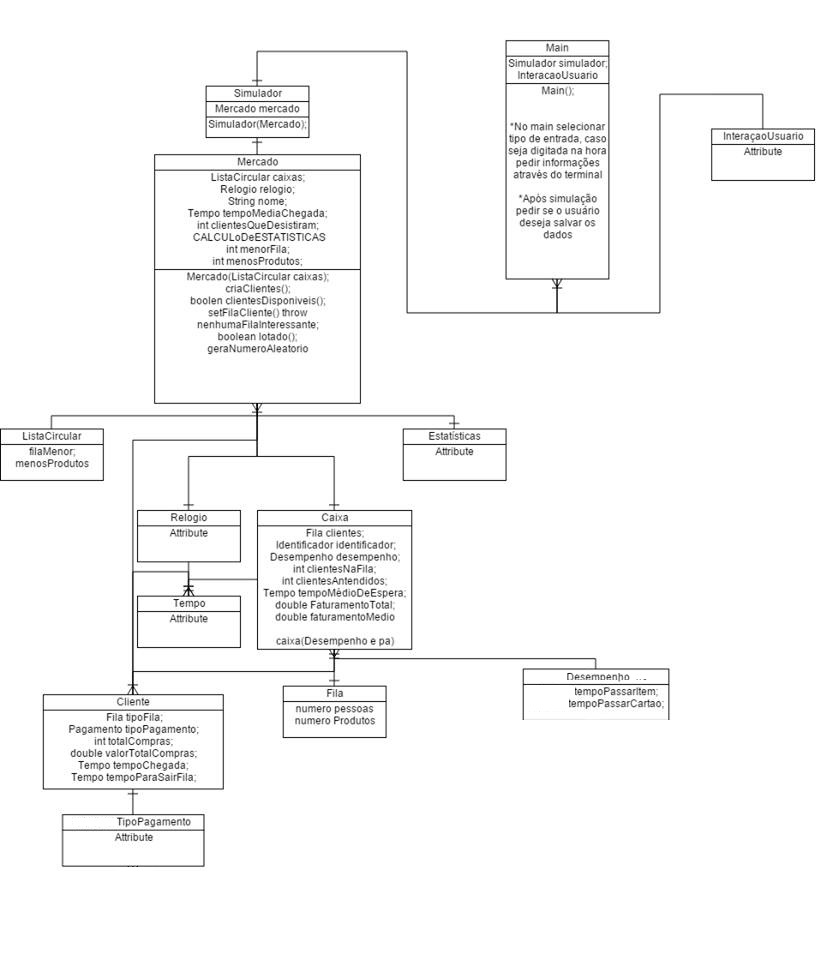 Main
Simulador simulador;
InteracaoUsuario
Main();
*No main selecionar
tipo de entrada, caso
seja digitada na hora
pedir informações
através do terminal
*Após simulação
pedir se o usuário
deseja salvar os
dados
Simulador
Mercado mercado
Simulador(Mercado);
InteraçaoUsuario
Attribute
Mercado
ListaCircular caixas;
Relogio relogio;
String nome;
Tempo tempoMediaChegada;
int clientesQueDesistiram;
CALCULoDeESTATISTICAS
int menorFila;
int menosProdutos;
Mercado(ListaCircular caixas);
criaClientes();
boolen clientesDisponiveis();
setFilaCliente() throw
nenhumaFilaInteressante;
boolean lotado();
geraNumeroAleatorio
ListaCircular
filaMenor;
menosProdutos
Estatísticas
Attribute
Relogio
Attribute
Caixa
Fila clientes;
Identificador identificador;
Desempenho desempenho;
int clientesNaFila;
int clientesAntendidos;
Tempo tempoMédioDeEspera;
double FaturamentoTotal;
double faturamentoMedio
caixa(Desempenho e pa)
Tempo
Attribute
Desempenho ...
tempoPassarItem;
tempoPassarCartao;
Cliente
Fila tipoFila;
Pagamento tipoPagamento;
int totalCompras;
double valorTotalCompras;
Tempo tempoChegada;
Tempo tempoParaSairFila;
Fila
numero pessoas
numero Produtos
TipoPagamento
Attribute
...